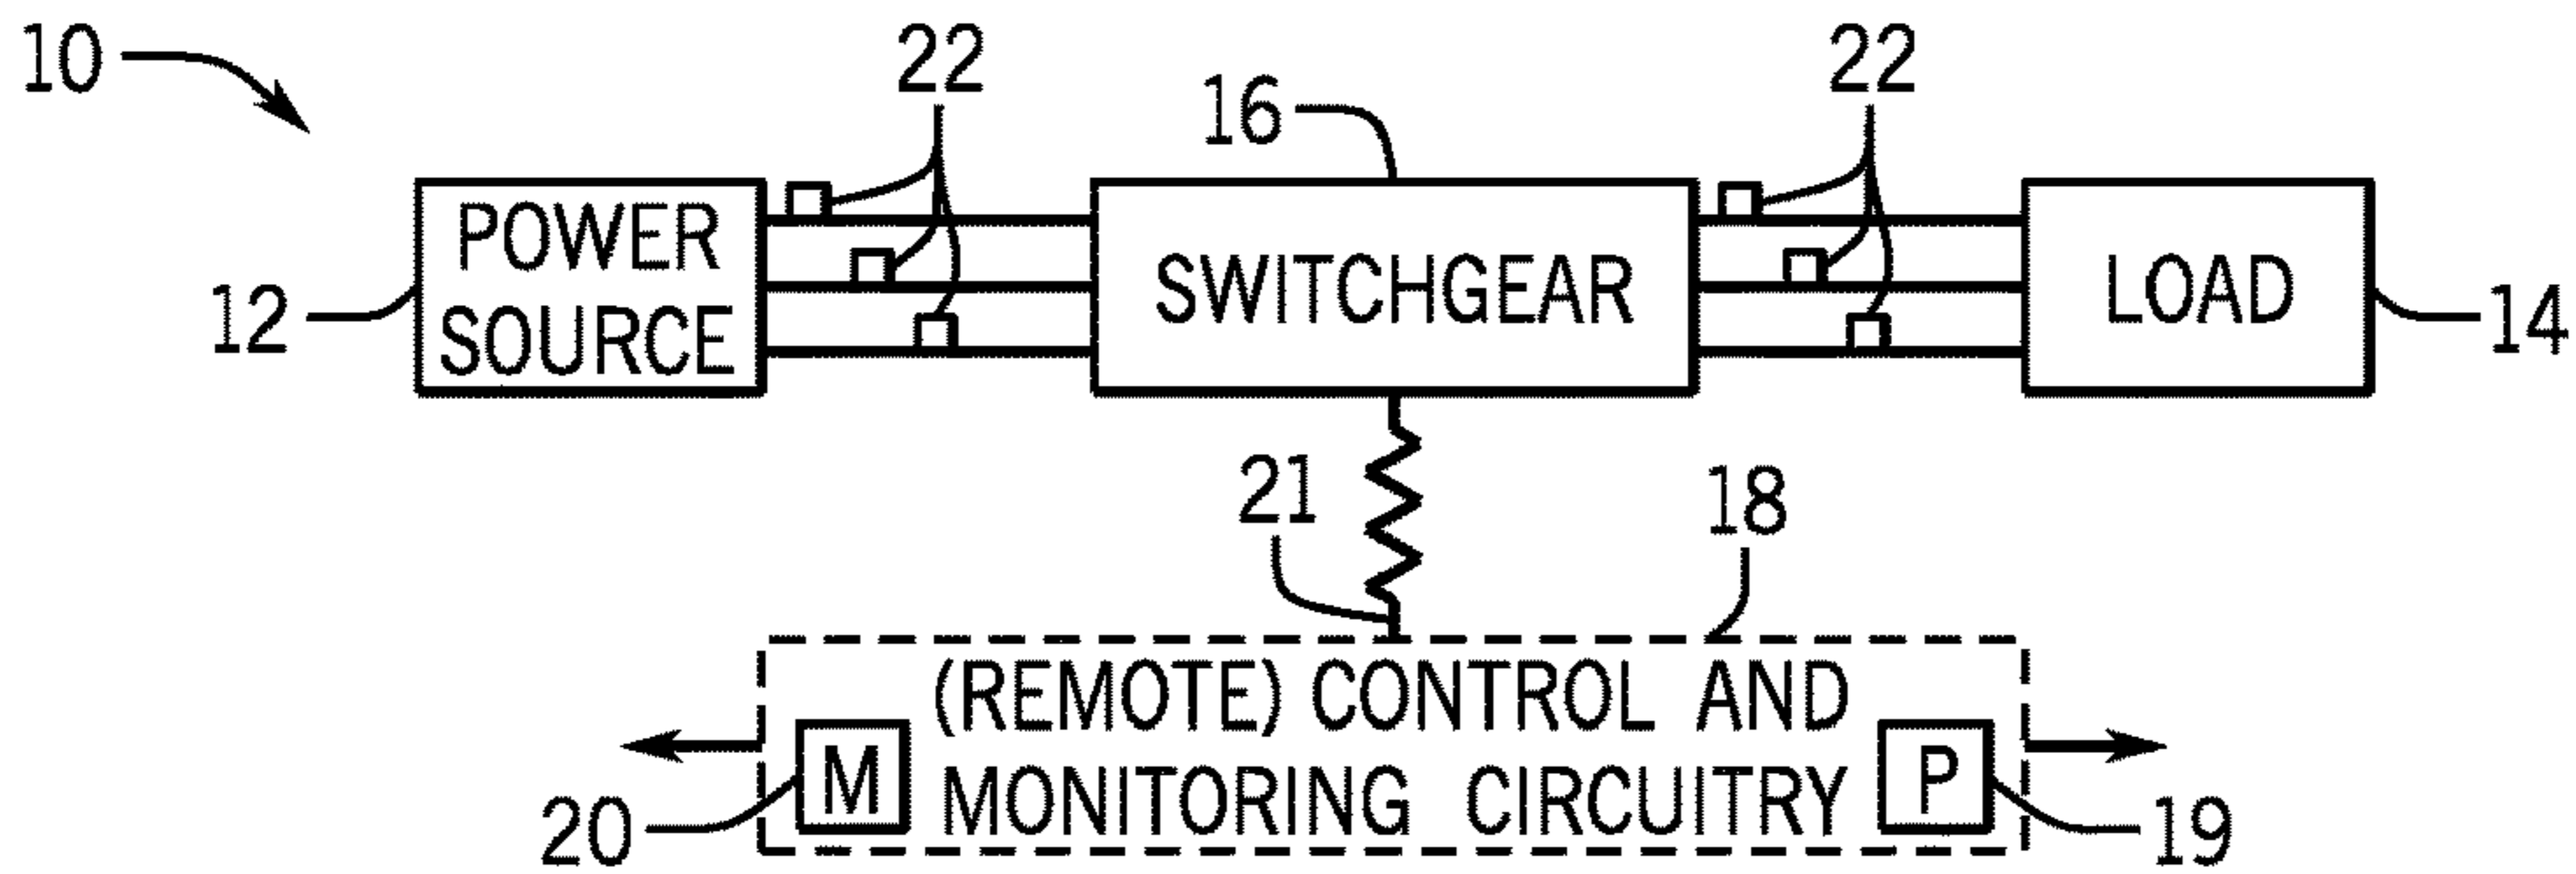 10
22
22
16
POWER
SOURCE
SWITCHGEAR
LOAD
12
14
21
18
(REMOTE) CONTROL AND
MONITORING CIRCUITRY
M
P
20
19